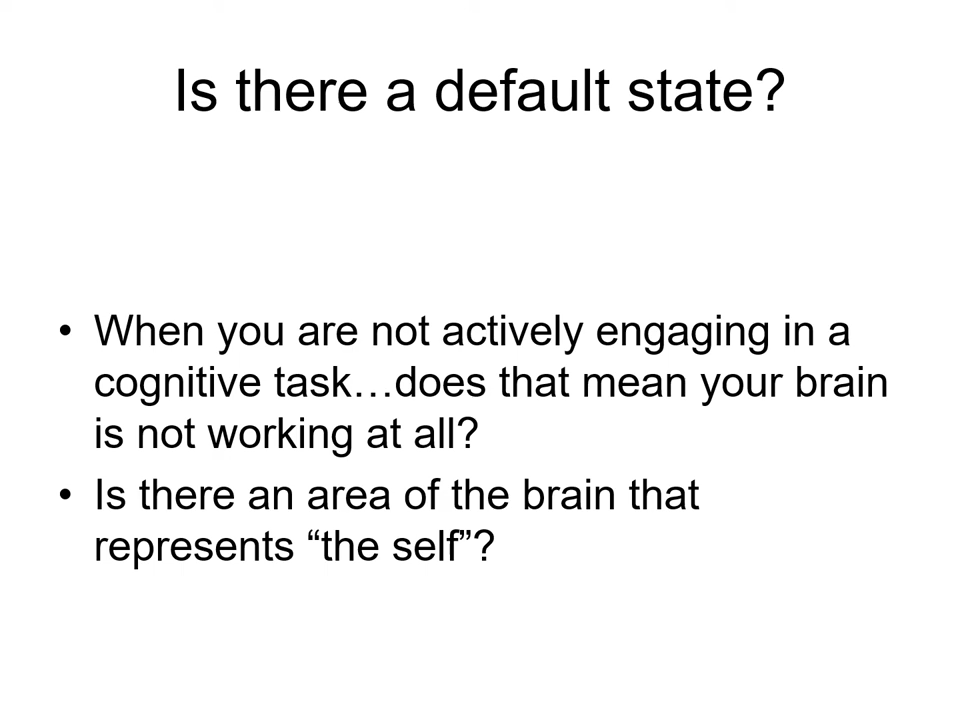 Is there a default state?
• When you are not actively engaging in a
cognitive task…does that mean your brain
is not working at all?
• Is there an area of the brain that
represents “the self”?